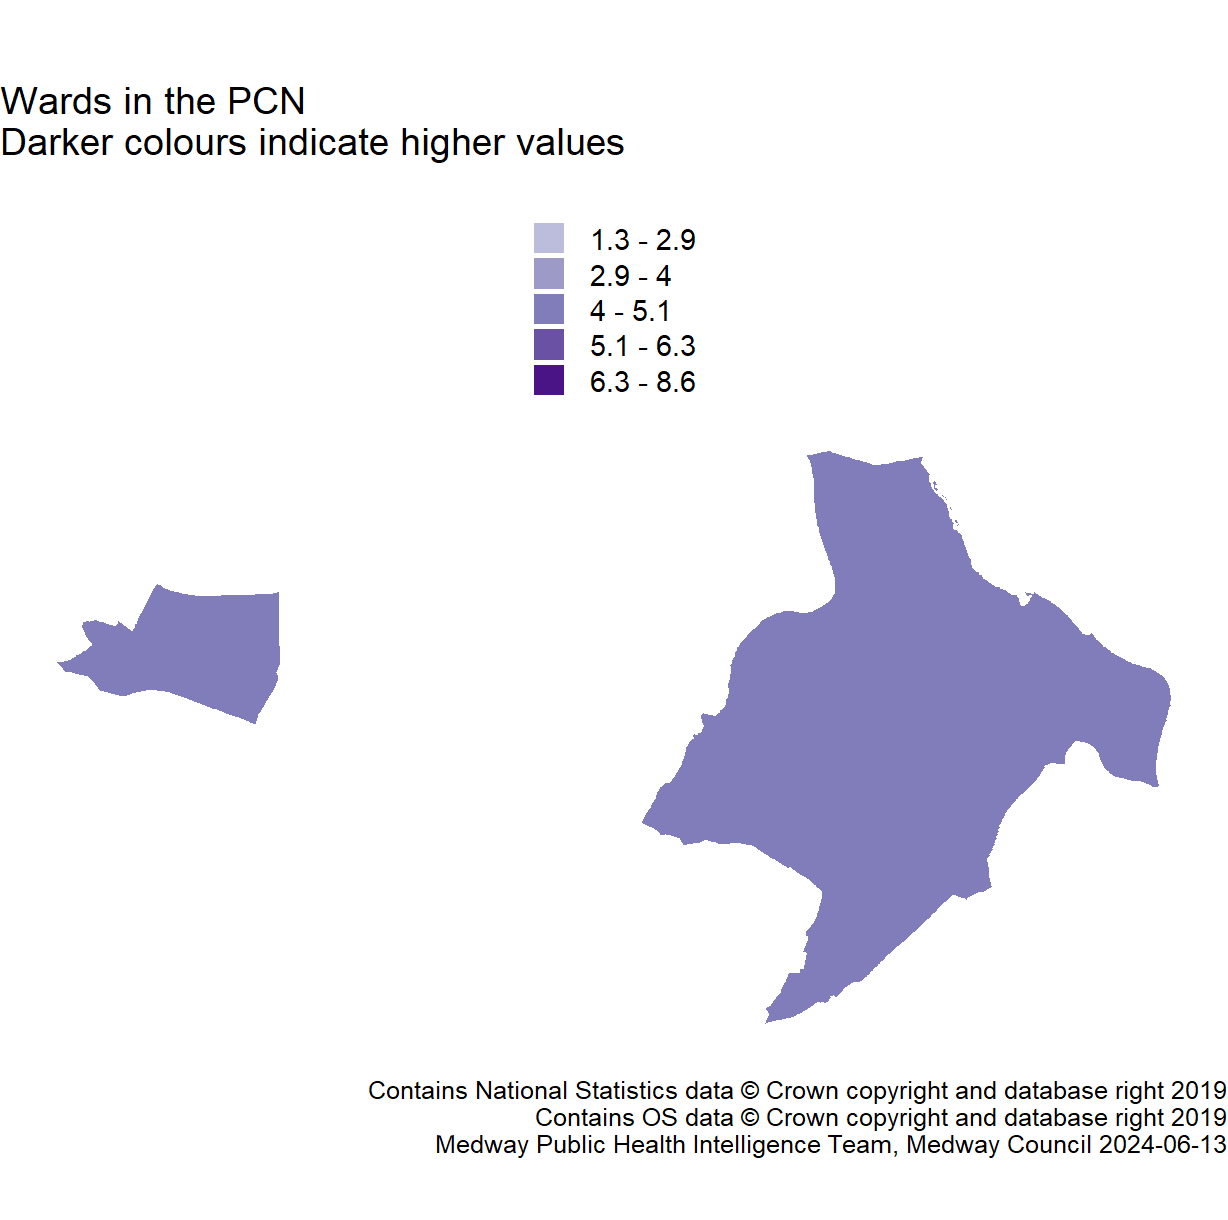 Wards in the PCN
Darker colours indicate higher values
1.3 - 2.9
2.9 - 4
4 - 5.1
5.1 - 6.3
6.3 - 8.6
Contains National Statistics data © Crown copyright and database right 2019
Contains OS data © Crown copyright and database right 2019
Medway Public Health Intelligence Team, Medway Council 2024-06-13